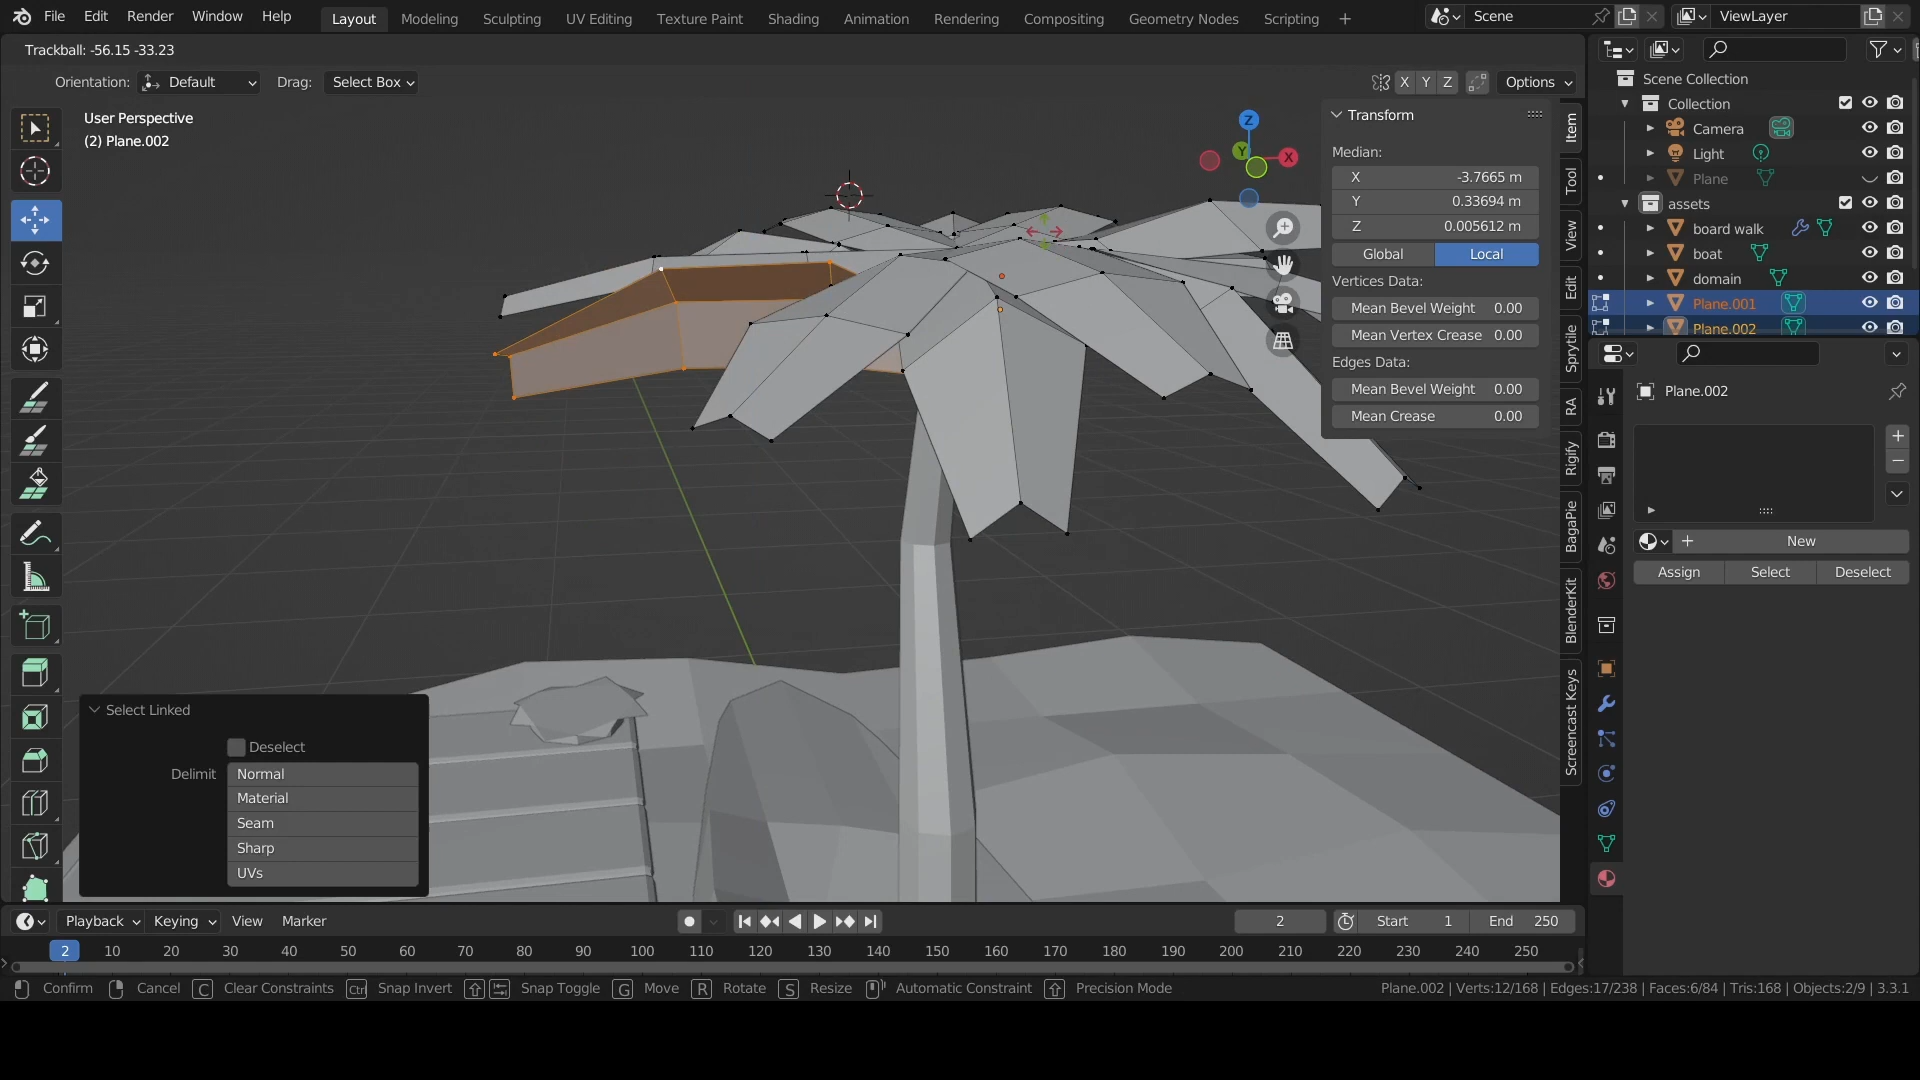 File Edit Render Window Help Layout Modeling Sculpting UV Editing Texture Paint Shading Animation Rendering Compositing Geometry Nodes Scripting + Scene ViewLayer
Trackball: -56.15 -33.23
Orientation: Default Drag: Select Box X Y Z Options
User Perspective
(2) Plane.002
Z
Y
X
Transform
Median:
X -3.7665 m
Y 0.33694 m
Z 0.005612 m
Global Local
Vertices Data:
Mean Bevel Weight 0.00
Mean Vertex Crease 0.00
Edges Data:
Mean Bevel Weight 0.00
Mean Crease 0.00
Item
Tool
View
Edit
Sprytile
RA
Rigify
BagaPie
BlenderKit
Screencast Keys
Scene Collection
Collection
Camera
Light
Plane
assets
board walk
boat
domain
Plane.001
Plane.002
Plane.002
New
Assign Select Deselect
Select Linked
Deselect
Delimit Normal
Material
Seam
Sharp
UVs
Playback Keying View Marker 2 Start 1 End 250
2 10 20 30 40 50 60 70 80 90 100 110 120 130 140 150 160 170 180 190 200 210 220 230 240 250
Confirm Cancel C Clear Constraints Ctrl Snap Invert Snap Toggle G Move R Rotate S Resize Automatic Constraint Precision Mode Plane.002 | Verts:12/168 | Edges:17/238 | Faces:6/84 | Tris:168 | Objects:2/9 | 3.3.1